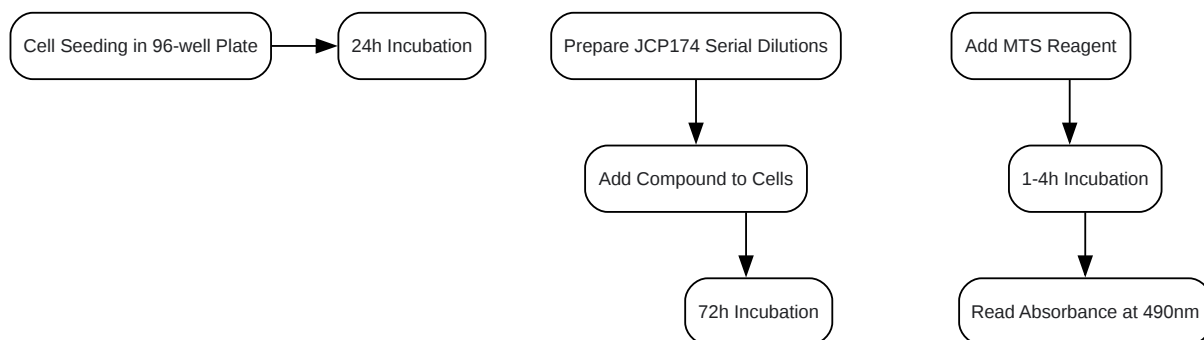 Cell Seeding in 96-well Plate
24h Incubation
Prepare JCP174 Serial Dilutions
Add Compound to Cells
72h Incubation
Add MTS Reagent
1-4h Incubation
Read Absorbance at 490nm